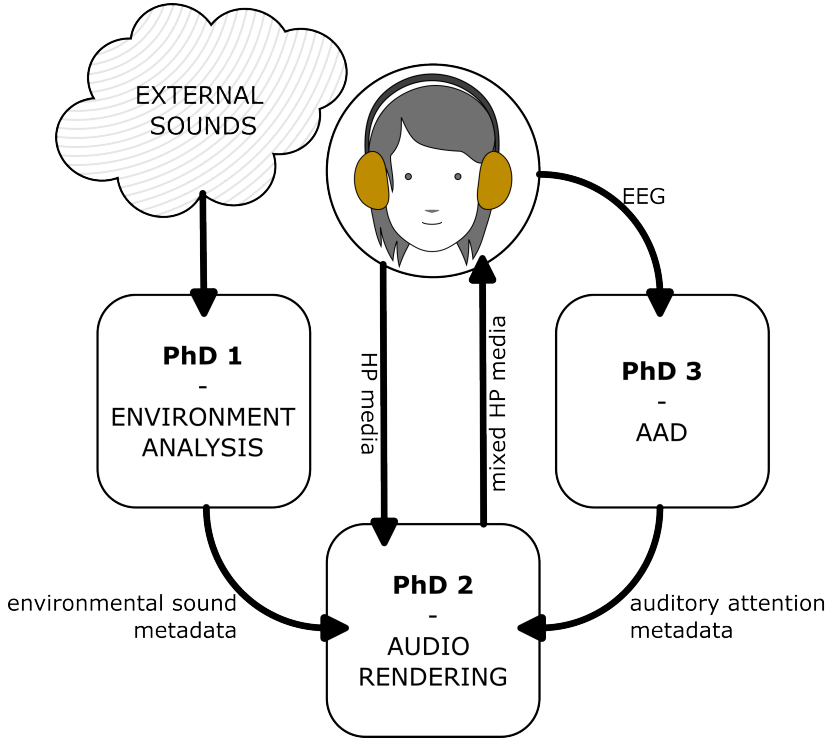 EXTERNAL
SOUNDS
EEG
PhD 1
-
ENVIRONMENT
ANALYSIS
HP media
mixed HP media
PhD 3
-
AAD
environmental sound
metadata
PhD 2
-
AUDIO
RENDERING
auditory attention
metadata